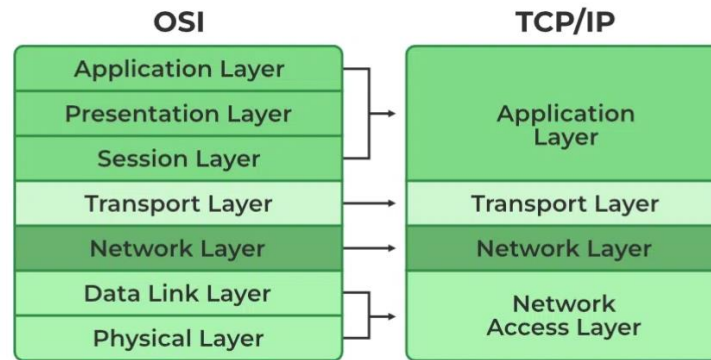 OSI
Application Layer
Presentation Layer
Session Layer
Transport Layer
Network Layer
Data Link Layer
Physical Layer
TCP/IP
Application
Layer
Transport Layer
Network Layer
Network
Access Layer